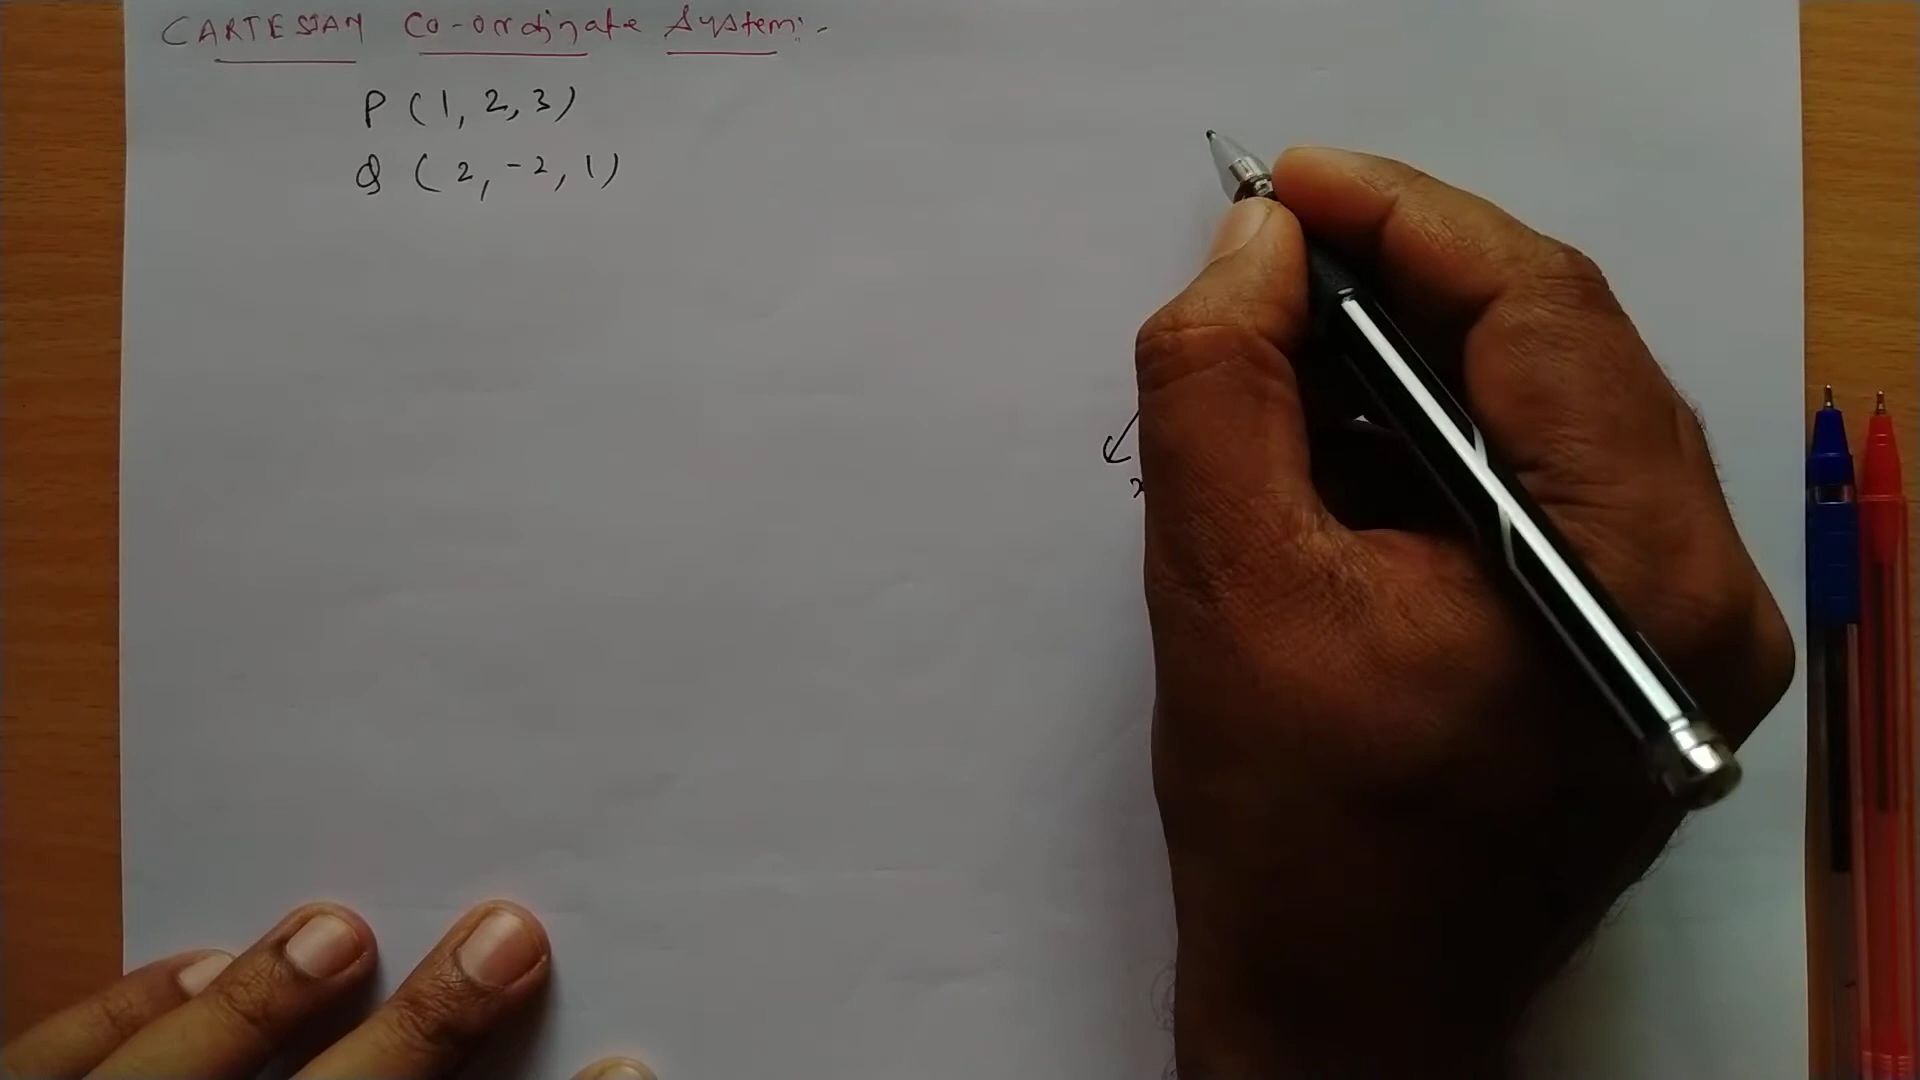 CARTESIAN Co-ordinate System:-
P (1, 2, 3)
Q (2, -2, 1)
x